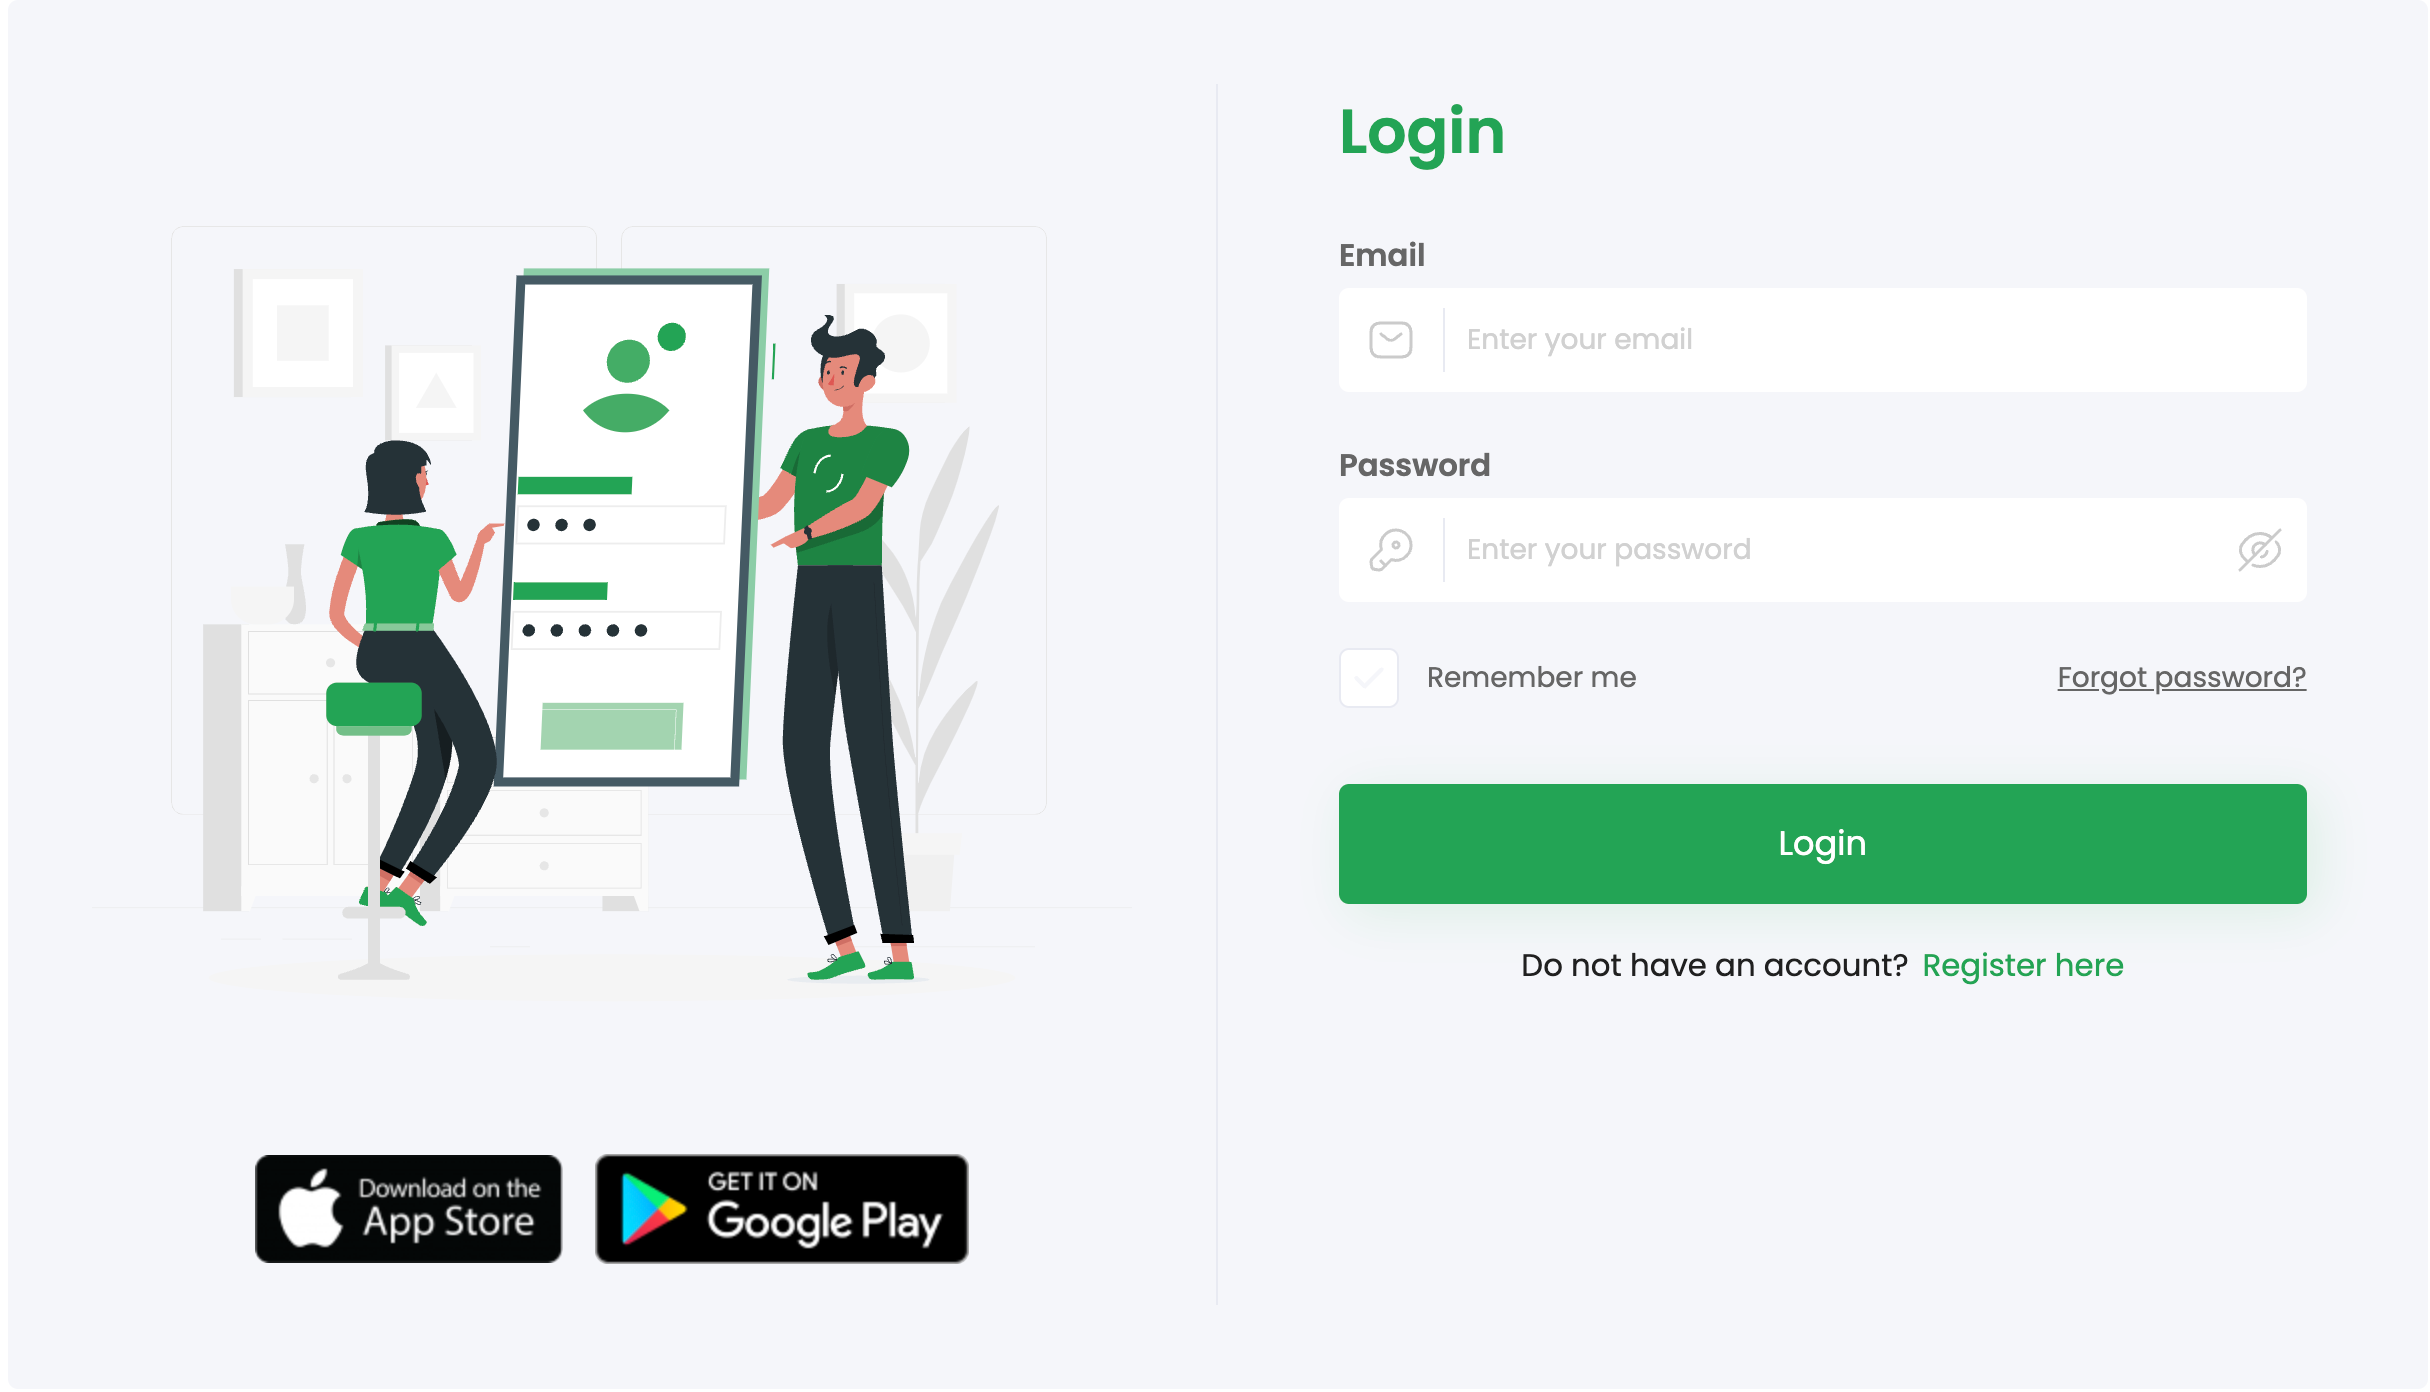 Login
Email
Enter your email
Password
Enter your password
Remember me
Forgot password?
Login
Do not have an account? Register here
Download on the
App Store
GET IT ON
Google Play